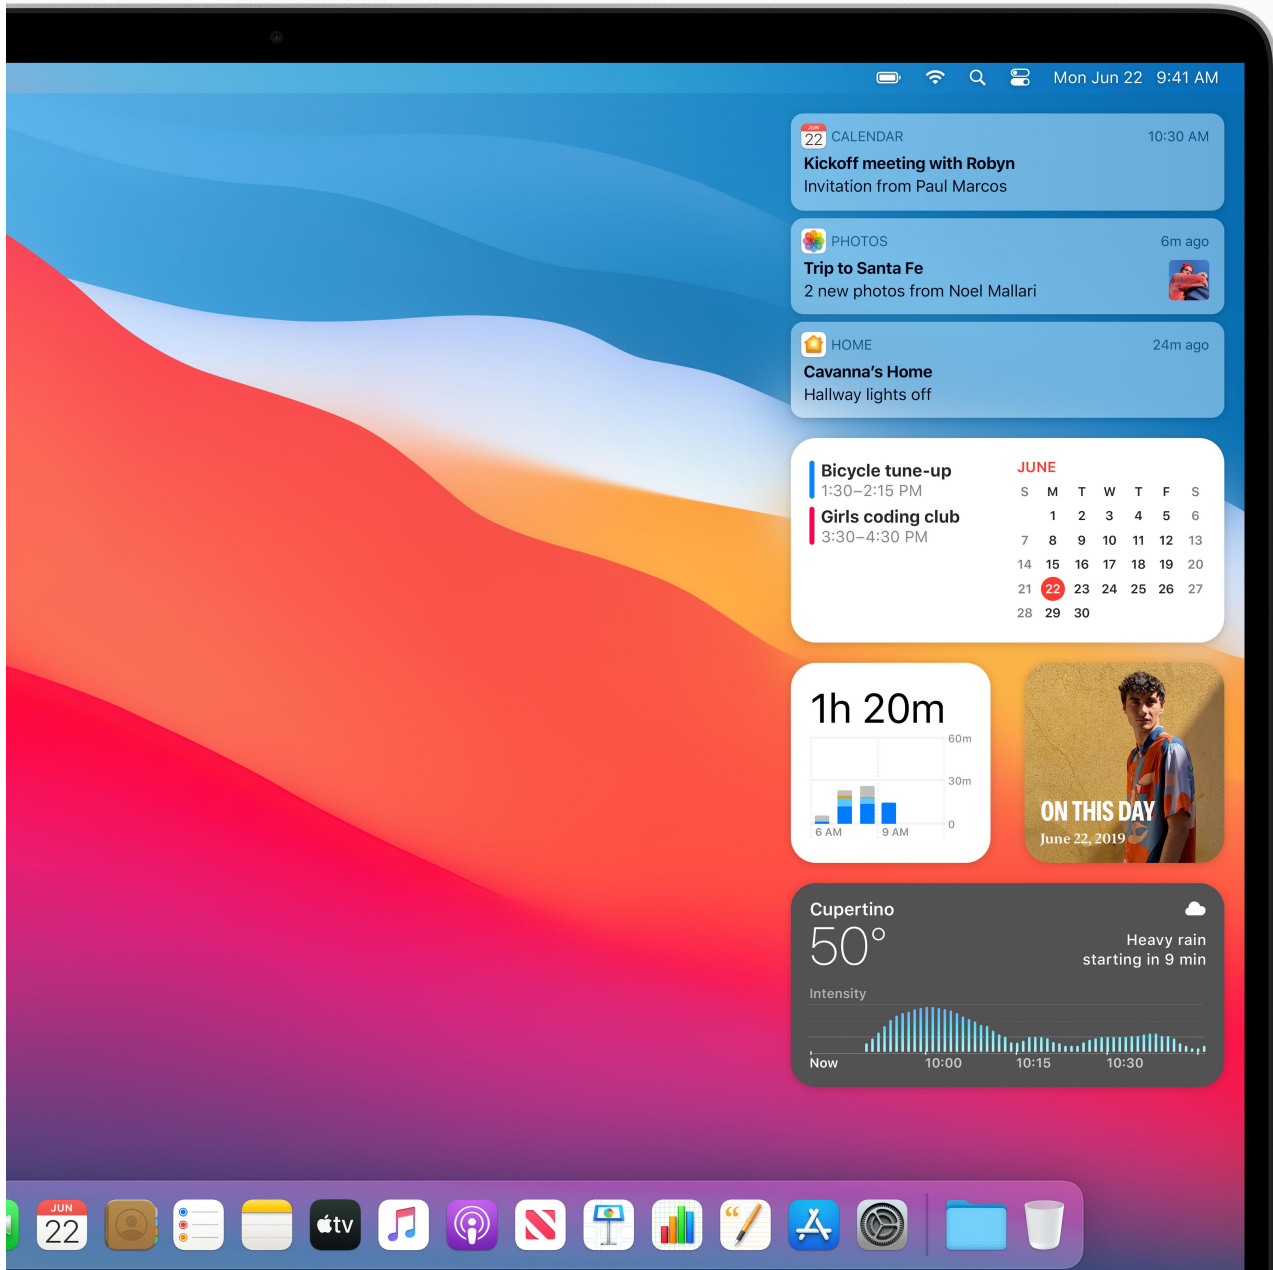 Mon Jun 22 9:41 AM
JUN
22
CALENDAR 10:30 AM
Kickoff meeting with Robyn
Invitation from Paul Marcos
PHOTOS 6m ago
Trip to Santa Fe
2 new photos from Noel Mallari
HOME 24m ago
Cavanna’s Home
Hallway lights off
Bicycle tune-up
1:30–2:15 PM
Girls coding club
3:30–4:30 PM
JUNE
S M T W T F S
1 2 3 4 5 6
7 8 9 10 11 12 13
14 15 16 17 18 19 20
21 22 23 24 25 26 27
28 29 30
1h 20m
60m
30m
0
6 AM 9 AM
ON THIS DAY
June 22, 2019
Cupertino
50°
Heavy rain
starting in 9 min
Intensity
Now 10:00 10:15 10:30
JUN
22
tv